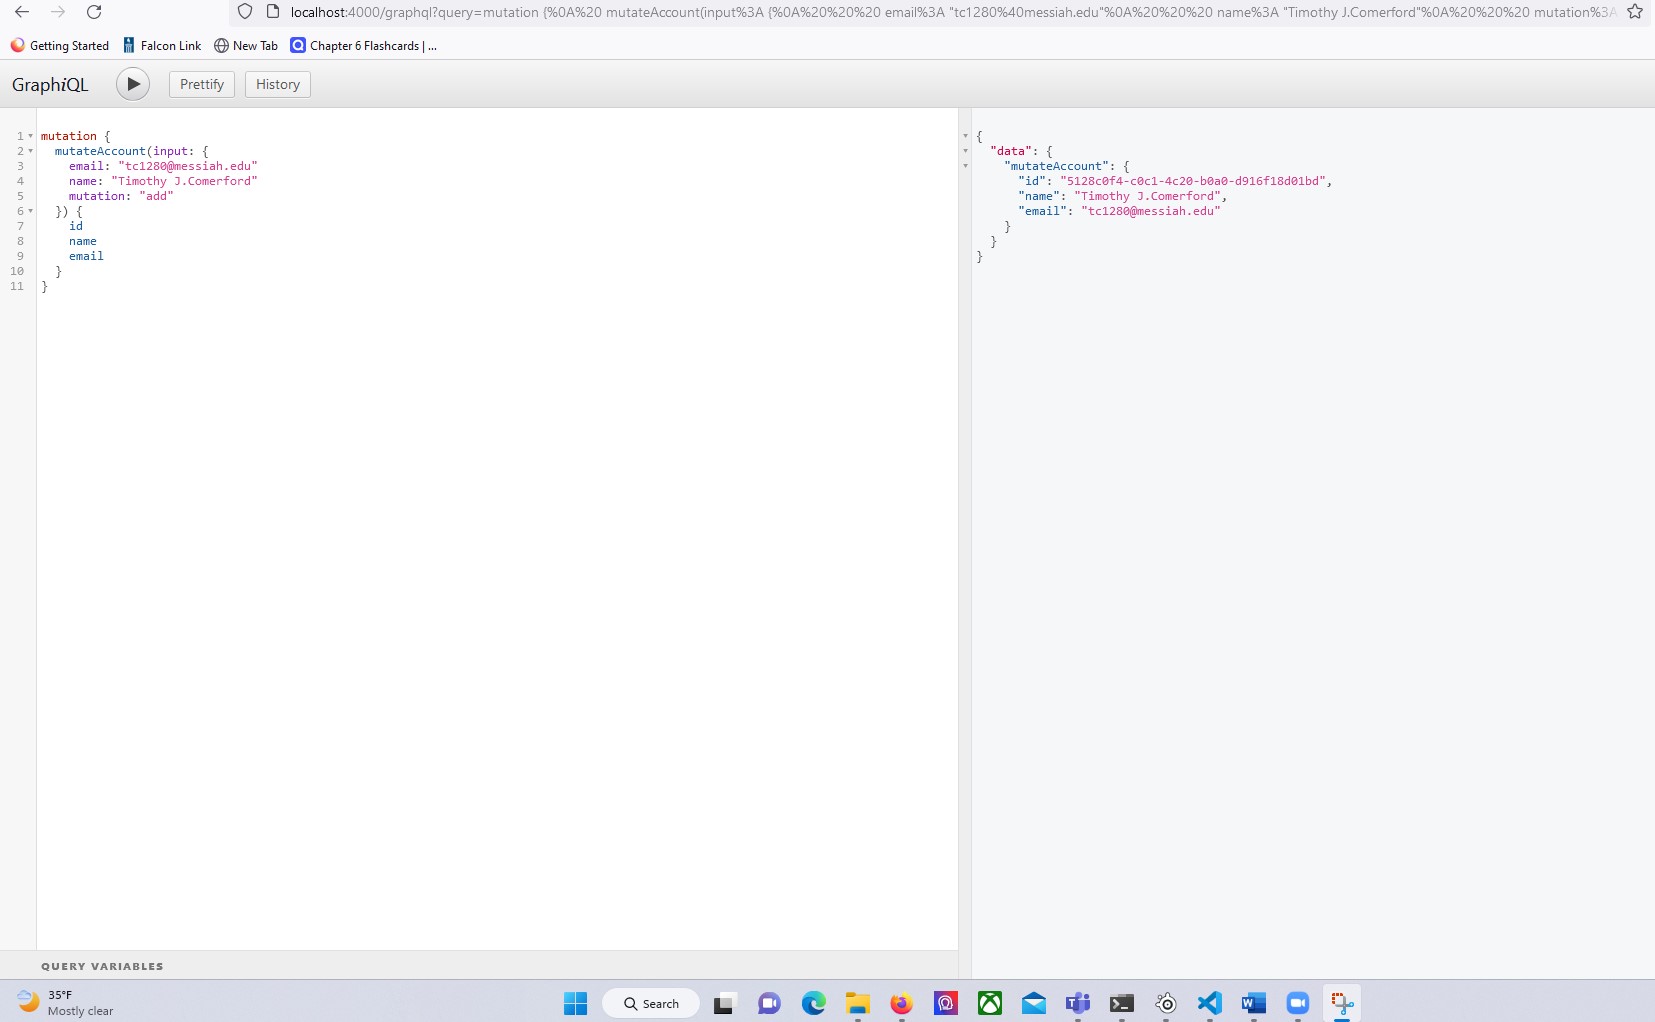 localhost:4000/graphql?query=mutation {%0A%20 mutateAccount(input%3A {%0A%20%20%20 email%3A "tc1280%40messiah.edu"%0A%20%20%20 name%3A "Timothy J.Comerford"%0A%20%20%20 mutation%3A
Getting Started Falcon Link New Tab Chapter 6 Flashcards | ...
GraphiQL Prettify History
1 mutation {
2 mutateAccount(input: {
3 email: "tc1280@messiah.edu"
4 name: "Timothy J.Comerford"
5 mutation: "add"
6 }) {
7 id
8 name
9 email
10 }
11 }
{
"data": {
"mutateAccount": {
"id": "5128c0f4-c0c1-4c20-b0a0-d916f18d01bd",
"name": "Timothy J.Comerford",
"email": "tc1280@messiah.edu"
}
}
}
QUERY VARIABLES
35°F
Mostly clear
Search